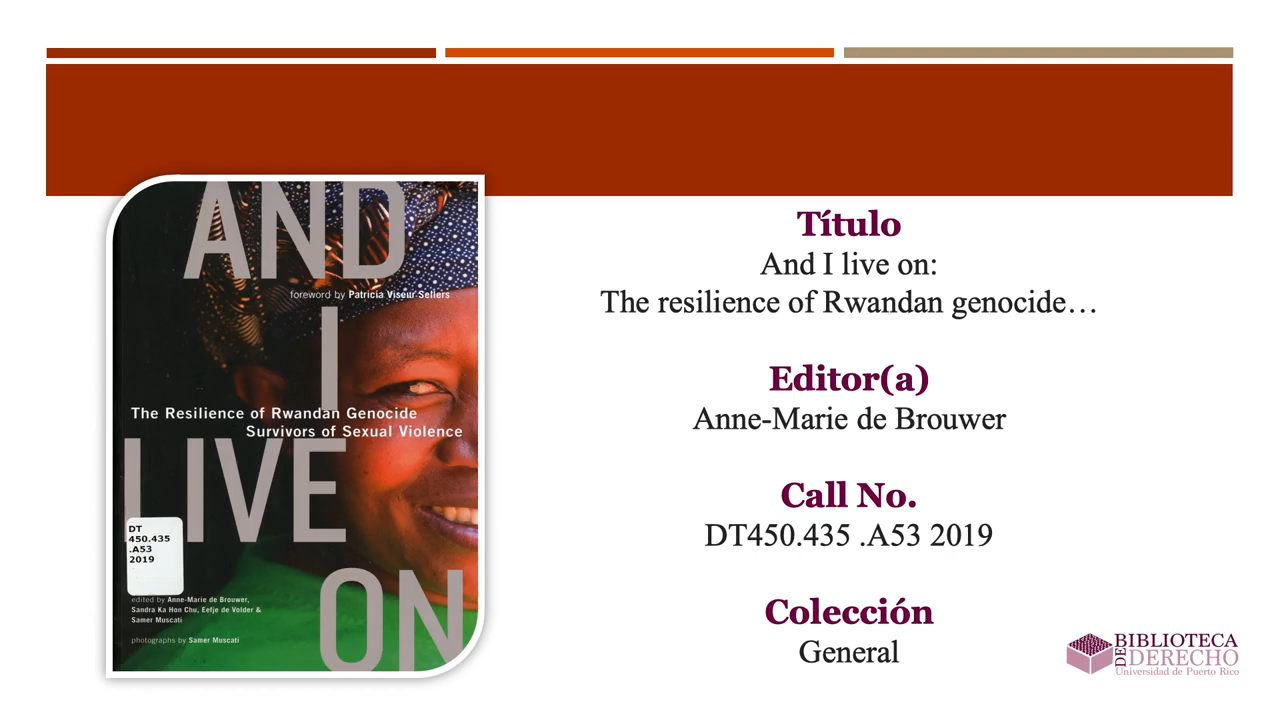 AND
foreword by Patricia Viseur Sellers
I
The Resilience of Rwandan Genocide
Survivors of Sexual Violence
LIVE
DT
450.435
.A53
2019
edited by Anne-Marie de Brouwer,
Sandra Ka Hon Chu, Eefje de Volder &
Samer Muscati
ON
photographs by Samer Muscati
Título
And I live on:
The resilience of Rwandan genocide…
Editor(a)
Anne-Marie de Brouwer
Call No.
DT450.435 .A53 2019
Colección
General
BIBLIOTECA
DE DERECHO
Universidad de Puerto Rico